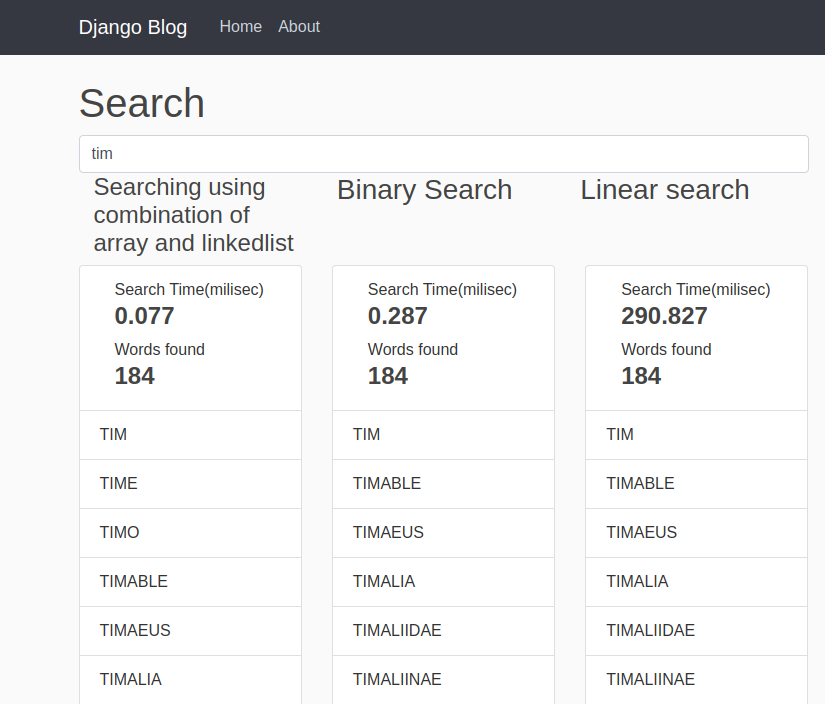 Django Blog Home About
Search
tim
Searching using
combination of
array and linkedlist
Binary Search
Linear search
Search Time(milisec)
0.077
Words found
184
TIM
TIME
TIMO
TIMABLE
TIMAEUS
TIMALIA
Search Time(milisec)
0.287
Words found
184
TIM
TIMABLE
TIMAEUS
TIMALIA
TIMALIIDAE
TIMALIINAE
Search Time(milisec)
290.827
Words found
184
TIM
TIMABLE
TIMAEUS
TIMALIA
TIMALIIDAE
TIMALIINAE